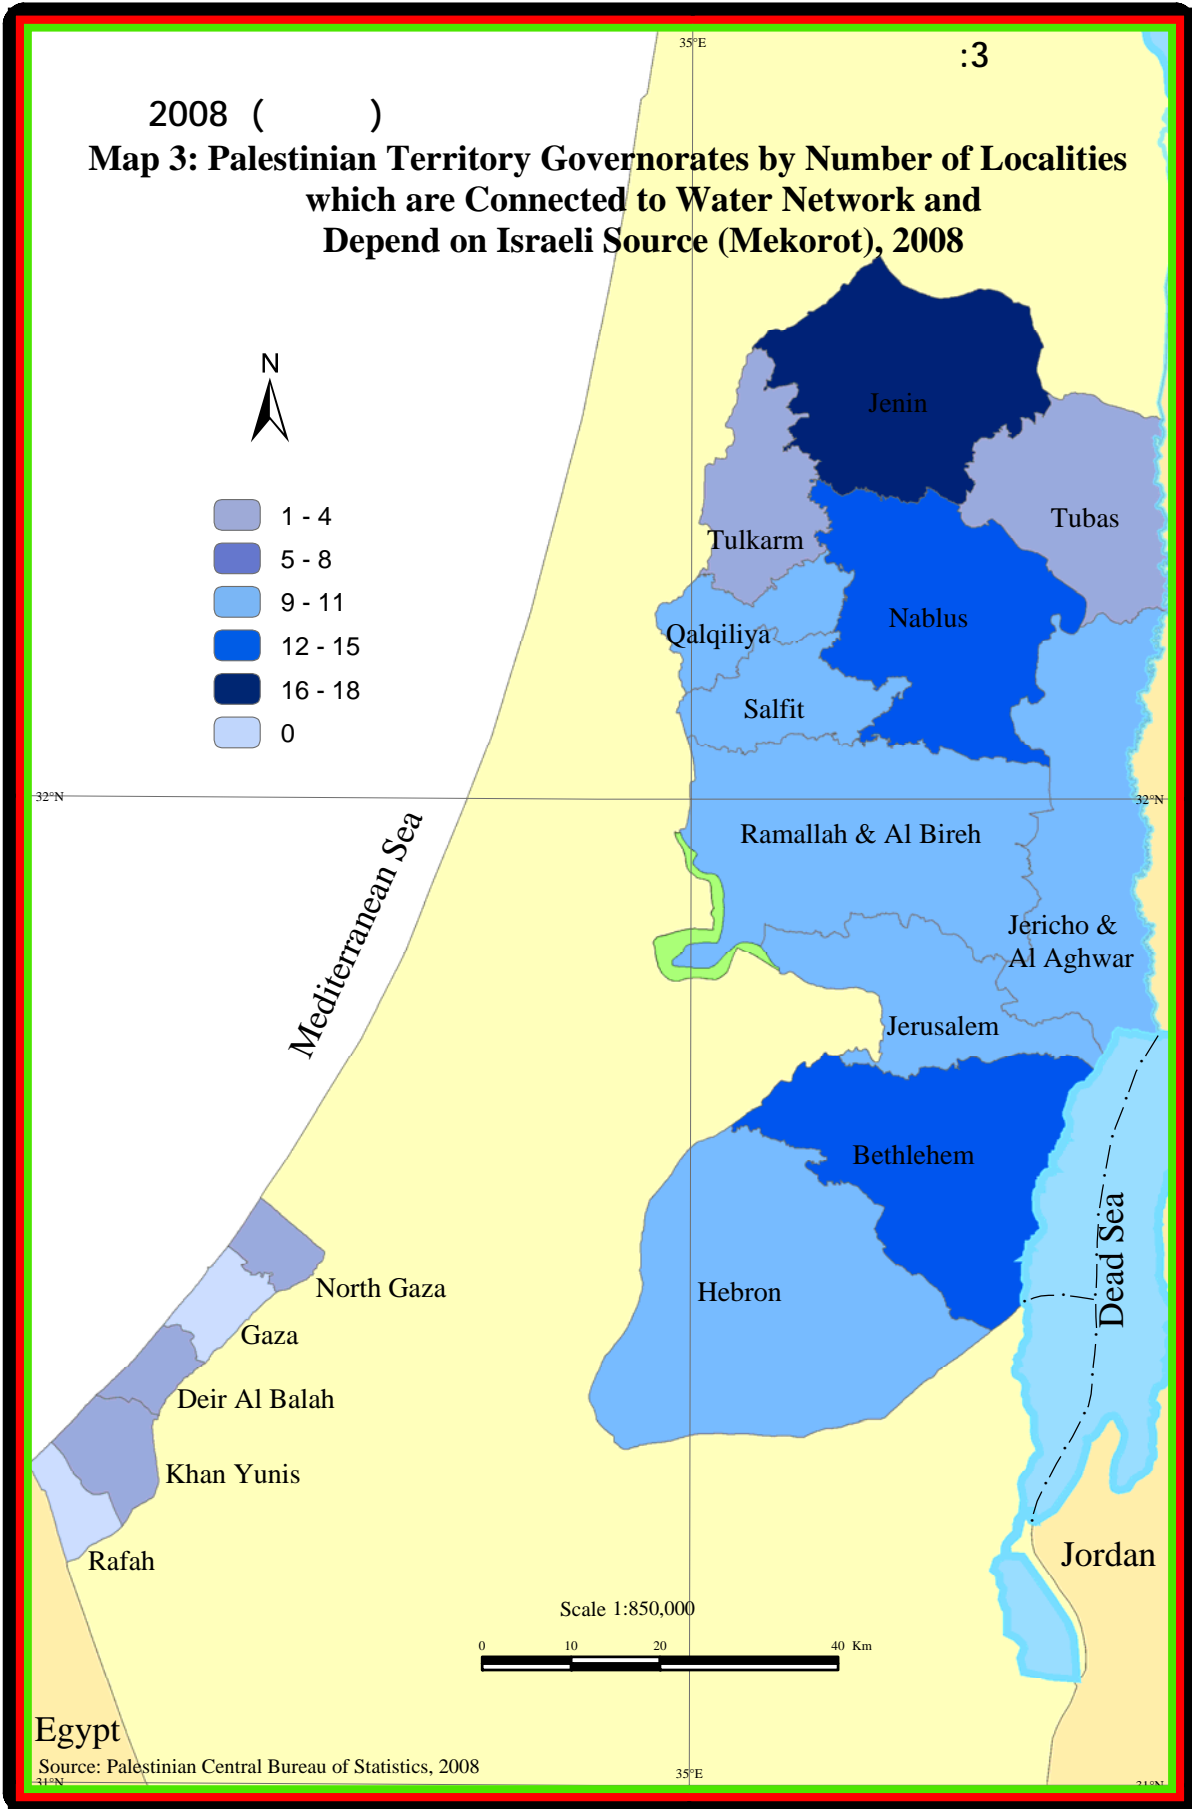 :3
2008 (        )
Map 3: Palestinian Territory Governorates by Number of Localities
which are Connected to Water Network and
Depend on Israeli Source (Mekorot), 2008
35°E
N
1 - 4
5 - 8
9 - 11
12 - 15
16 - 18
0
Jenin
Tubas
Tulkarm
Nablus
Qalqiliya
Salfit
32°N
32°N
Ramallah & Al Bireh
Mediterranean Sea
Jericho &
Al Aghwar
Jerusalem
Bethlehem
Dead Sea
Hebron
North Gaza
Gaza
Deir Al Balah
Khan Yunis
Rafah
Jordan
Scale 1:850,000
0 10 20 40 Km
Egypt
Source: Palestinian Central Bureau of Statistics, 2008
35°E
31°N
31°N